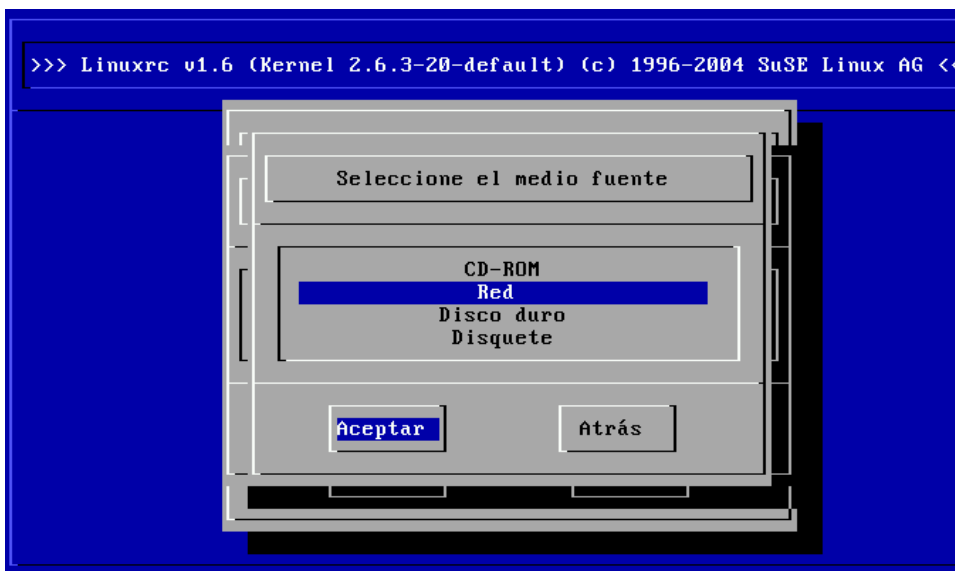 >>> Linuxrc v1.6 (Kernel 2.6.3-20-default) (c) 1996-2004 SuSE Linux AG <
Seleccione el medio fuente
CD-ROM
Red
Disco duro
Disquete
Aceptar
Atrás